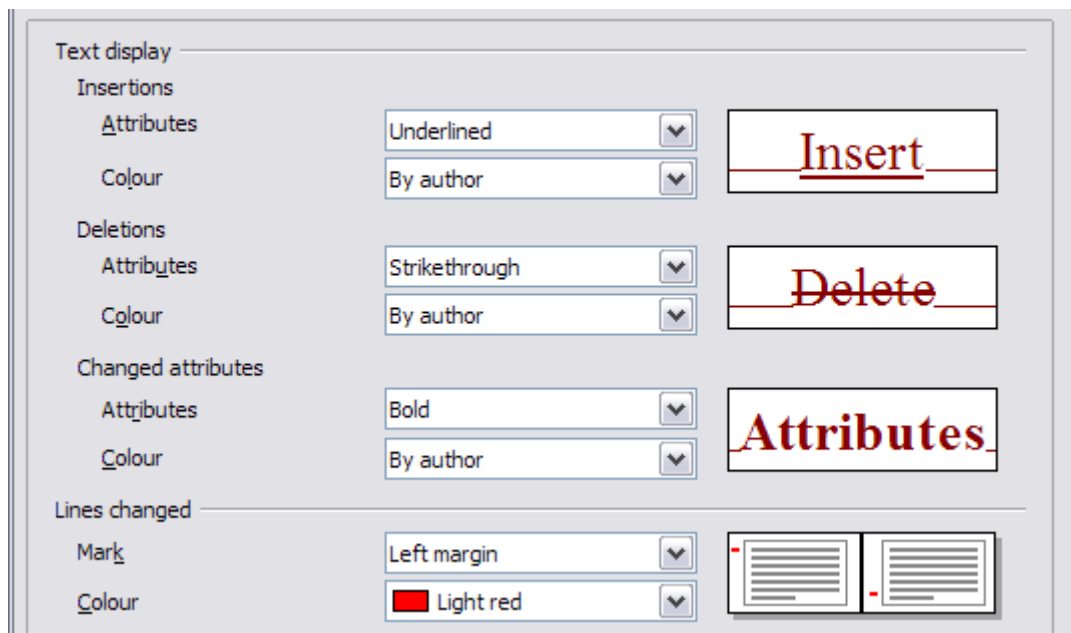 Text display
Insertions
Attributes Underlined
Insert
Colour By author
Deletions
Attributes Strikethrough
Delete
Colour By author
Changed attributes
Attributes Bold
Attributes
Colour By author
Lines changed
Mark Left margin
Colour Light red